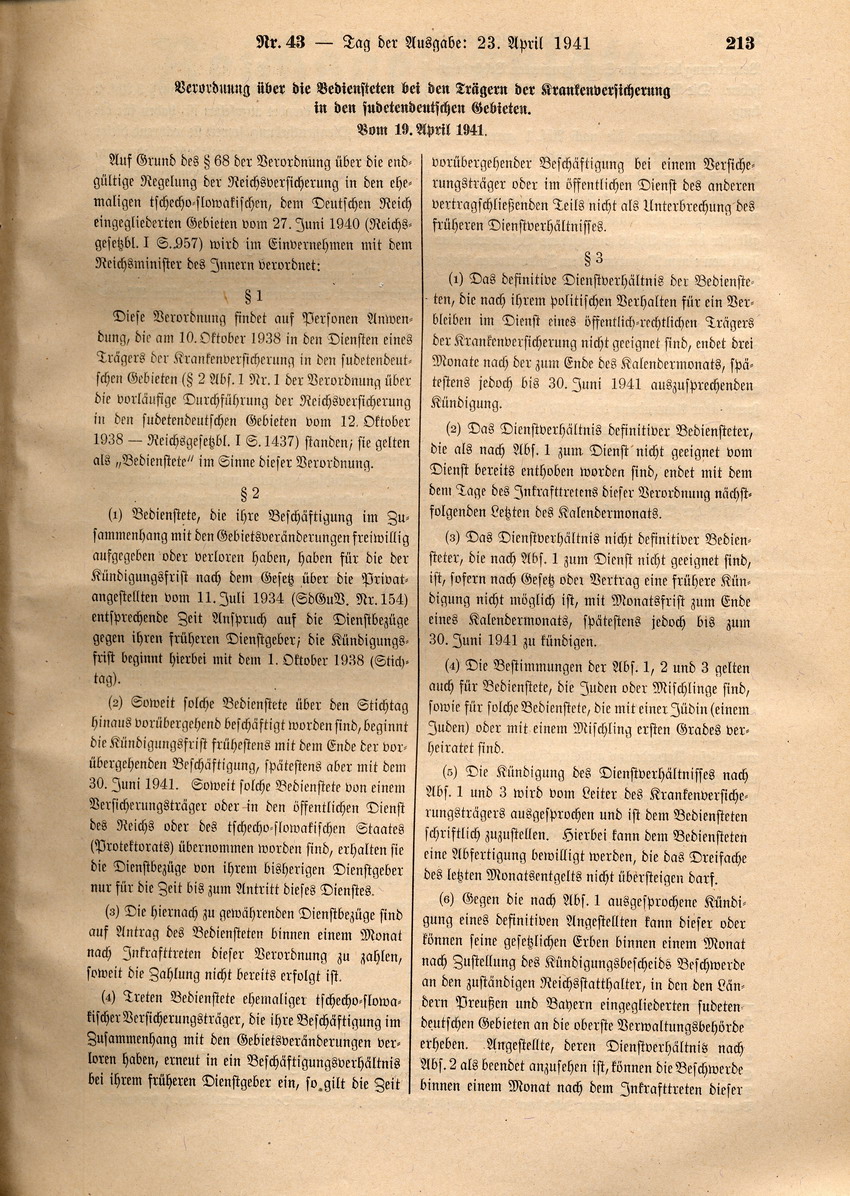 Nr. 43 — Tag der Ausgabe: 23. April 1941 213
Verordnung über die Bediensteten bei den Trägern der Krankenversicherung
in den sudetendeutschen Gebieten.
Vom 19. April 1941.
Auf Grund des § 68 der Verordnung über die end-
gültige Regelung der Reichsversicherung in den ehe-
maligen tschecho-slowakischen, dem Deutschen Reich
eingegliederten Gebieten vom 27. Juni 1940 (Reichs-
gesetzbl. I S. 957) wird im Einvernehmen mit dem
Reichsminister des Innern verordnet:
§ 1
Diese Verordnung findet auf Personen Anwen-
dung, die am 10. Oktober 1938 in den Diensten eines
Trägers der Krankenversicherung in den sudetendeut-
schen Gebieten (§ 2 Abs. 1 Nr. 1 der Verordnung über
die vorläufige Durchführung der Reichsversicherung
in den sudetendeutschen Gebieten vom 12. Oktober
1938 — Reichsgesetzbl. I S. 1437) standen; sie gelten
als „Bedienstete" im Sinne dieser Verordnung.
§ 2
(1) Bedienstete, die ihre Beschäftigung im Zu-
sammenhang mit den Gebietsveränderungen freiwillig
aufgegeben oder verloren haben, haben für die der
Kündigungsfrist nach dem Gesetz über die Privat-
angestellten vom 11. Juli 1934 (SdGuV. Nr. 154)
entsprechende Zeit Anspruch auf die Dienstbezüge
gegen ihren früheren Dienstgeber; die Kündigungs-
frist beginnt hierbei mit dem 1. Oktober 1938 (Stich-
tag).
(2) Soweit solche Bedienstete über den Stichtag
hinaus vorübergehend beschäftigt worden sind, beginnt
die Kündigungsfrist frühestens mit dem Ende der vor-
übergehenden Beschäftigung, spätestens aber mit dem
30. Juni 1941. Soweit solche Bedienstete von einem
Versicherungsträger oder in den öffentlichen Dienst
des Reichs oder des tschecho-slowakischen Staates
(Protektorats) übernommen worden sind, erhalten sie
die Dienstbezüge von ihrem bisherigen Dienstgeber
nur für die Zeit bis zum Antritt dieses Dienstes.
(3) Die hiernach zu gewährenden Dienstbezüge sind
auf Antrag des Bediensteten binnen einem Monat
nach Inkrafttreten dieser Verordnung zu zahlen,
soweit die Zahlung nicht bereits erfolgt ist.
(4) Treten Bedienstete ehemaliger tschecho-slowa-
kischer Versicherungsträger, die ihre Beschäftigung im
Zusammenhang mit den Gebietsveränderungen ver-
loren haben, erneut in ein Beschäftigungsverhältnis
bei ihrem früheren Dienstgeber ein, so gilt die Zeit
vorübergehender Beschäftigung bei einem Versiche-
rungsträger oder im öffentlichen Dienst des anderen
vertragschließenden Teils nicht als Unterbrechung des
früheren Dienstverhältnisses.
§ 3
(1) Das definitive Dienstverhältnis der Bedienste-
ten, die nach ihrem politischen Verhalten für ein Ver-
bleiben im Dienst eines öffentlich-rechtlichen Trägers
der Krankenversicherung nicht geeignet sind, endet drei
Monate nach der zum Ende des Kalendermonats, spä-
testens jedoch bis 30. Juni 1941 auszusprechenden
Kündigung.
(2) Das Dienstverhältnis definitiver Bediensteter,
die als nach Abs. 1 zum Dienst nicht geeignet vom
Dienst bereits enthoben worden sind, endet mit dem
dem Tage des Inkrafttretens dieser Verordnung nächst-
folgenden Letzten des Kalendermonats.
(3) Das Dienstverhältnis nicht definitiver Bedien-
steter, die nach Abs. 1 zum Dienst nicht geeignet sind,
ist, sofern nach Gesetz oder Vertrag eine frühere Kün-
digung nicht möglich ist, mit Monatsfrist zum Ende
eines Kalendermonats, spätestens jedoch bis zum
30. Juni 1941 zu kündigen.
(4) Die Bestimmungen der Abs. 1, 2 und 3 gelten
auch für Bedienstete, die Juden oder Mischlinge sind,
sowie für solche Bedienstete, die mit einer Jüdin (einem
Juden) oder mit einem Mischling ersten Grades ver-
heiratet sind.
(5) Die Kündigung des Dienstverhältnisses nach
Abs. 1 und 3 wird vom Leiter des Krankenversiche-
rungsträgers ausgesprochen und ist dem Bediensteten
schriftlich zuzustellen. Hierbei kann dem Bediensteten
eine Abfertigung bewilligt werden, die das Dreifache
des letzten Monatsentgelts nicht übersteigen darf.
(6) Gegen die nach Abs. 1 ausgesprochene Kündi-
gung eines definitiven Angestellten kann dieser oder
können seine gesetzlichen Erben binnen einem Monat
nach Zustellung des Kündigungsbescheids Beschwerde
an den zuständigen Reichsstatthalter, in den den Län-
dern Preußen und Bayern eingegliederten sudeten-
deutschen Gebieten an die oberste Verwaltungsbehörde
erheben. Angestellte, deren Dienstverhältnis nach
Abs. 2 als beendet anzusehen ist, können die Beschwerde
binnen einem Monat nach dem Inkrafttreten dieser